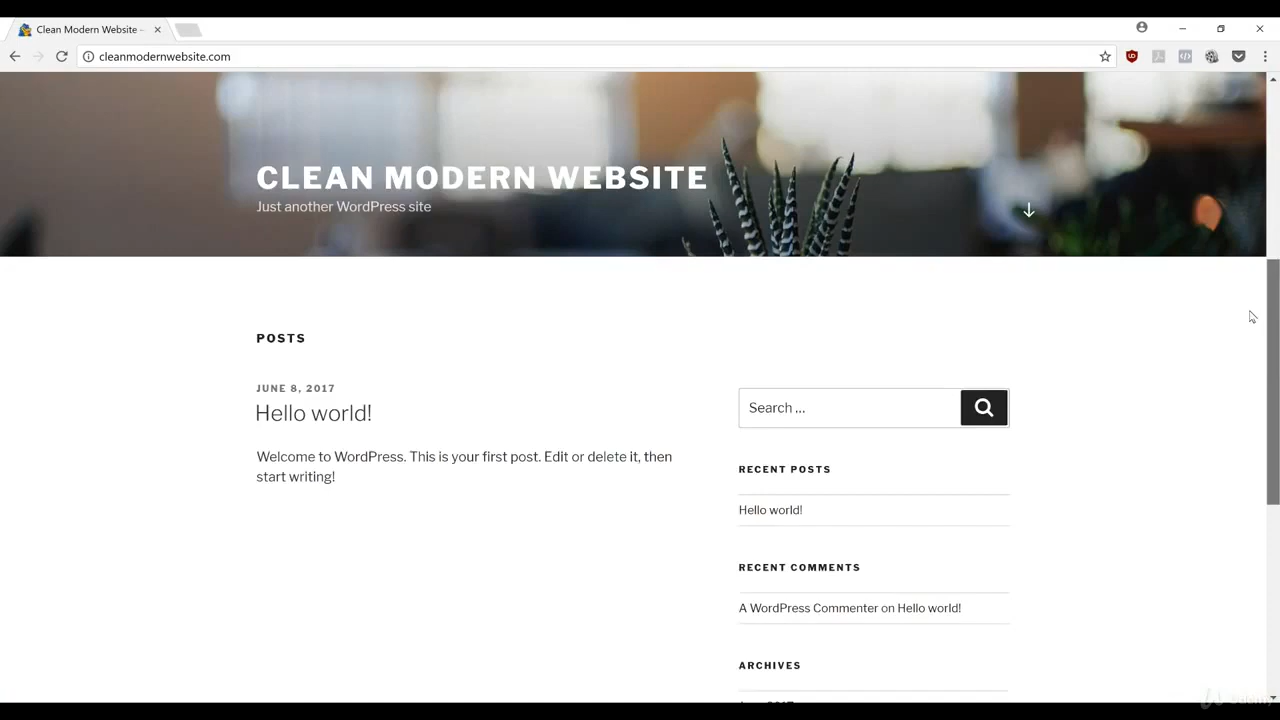 Clean Modern Website –
cleanmodernwebsite.com
CLEAN MODERN WEBSITE
Just another WordPress site
POSTS
JUNE 8, 2017
Hello world!
Welcome to WordPress. This is your first post. Edit or delete it, then
start writing!
Search …
RECENT POSTS
Hello world!
RECENT COMMENTS
A WordPress Commenter on Hello world!
ARCHIVES
Udemy